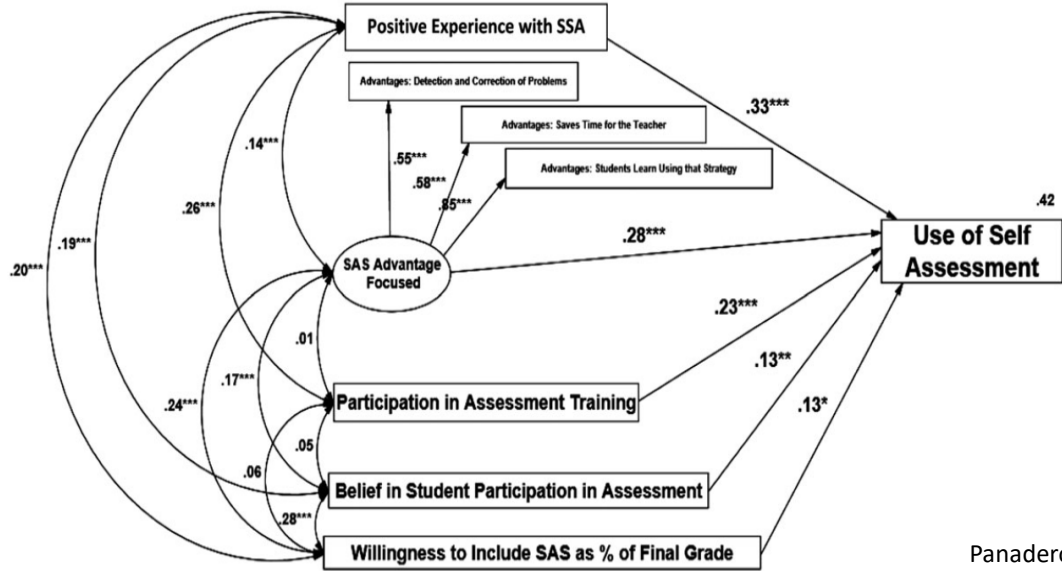 Positive Experience with SSA
Advantages: Detection and Correction of Problems
Advantages: Saves Time for the Teacher
.33***
.14***
.55***
Advantages: Students Learn Using that Strategy
.58***
.85***
.26***
.42
.19***
.28***
Use of Self
Assessment
.20***
SAS Advantage
Focused
.23***
.01
.13**
.17***
.24***
Participation in Assessment Training
.13*
.05
.06
Belief in Student Participation in Assessment
.28***
Willingness to Include SAS as % of Final Grade
Panadero